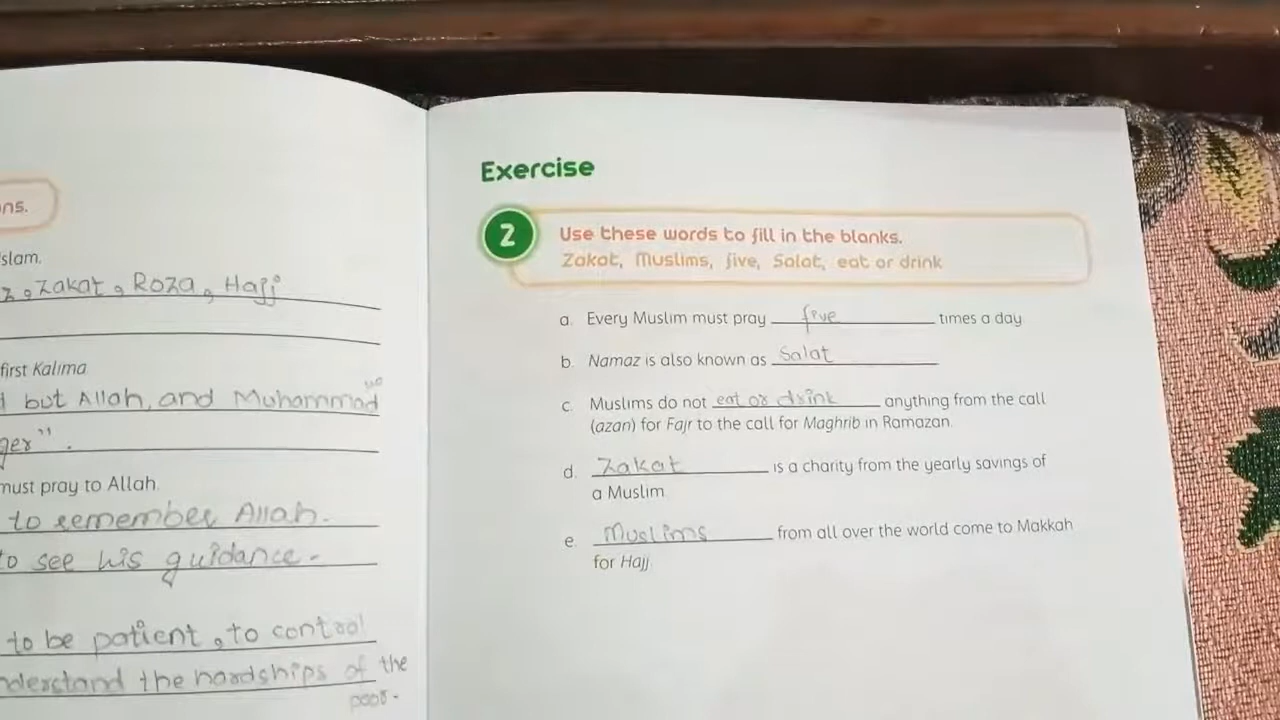 ns.
slam.
z, Zakat, Roza, Hajj
first Kalima
but Allah, and Muhammad
ger".
must pray to Allah.
to remember Allah.
to see his guidance.
to be patient, to control
nderstand the hardships of the
poor.
Exercise
2
Use these words to fill in the blanks.
Zakat, Muslims, five, Salat, eat or drink
a. Every Muslim must pray five times a day
b. Namaz is also known as Salat
c. Muslims do not eat or drink anything from the call
(azan) for Fajr to the call for Maghrib in Ramazan.
d. Zakat is a charity from the yearly savings of
a Muslim.
e. Muslims from all over the world come to Makkah
for Hajj